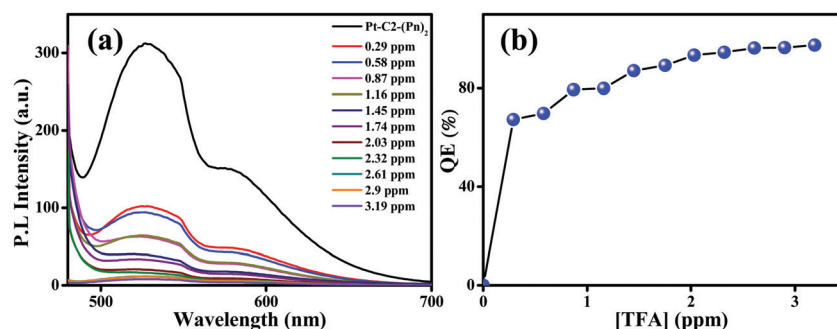 (a)
Pt-C2-(Pn)₂
0.29 ppm
0.58 ppm
0.87 ppm
1.16 ppm
1.45 ppm
1.74 ppm
2.03 ppm
2.32 ppm
2.61 ppm
2.9 ppm
3.19 ppm
300
200
100
0
P.L Intensity (a.u.)
500 600 700
Wavelength (nm)
(b)
80
40
0
QE (%)
0 1 2 3
[TFA] (ppm)